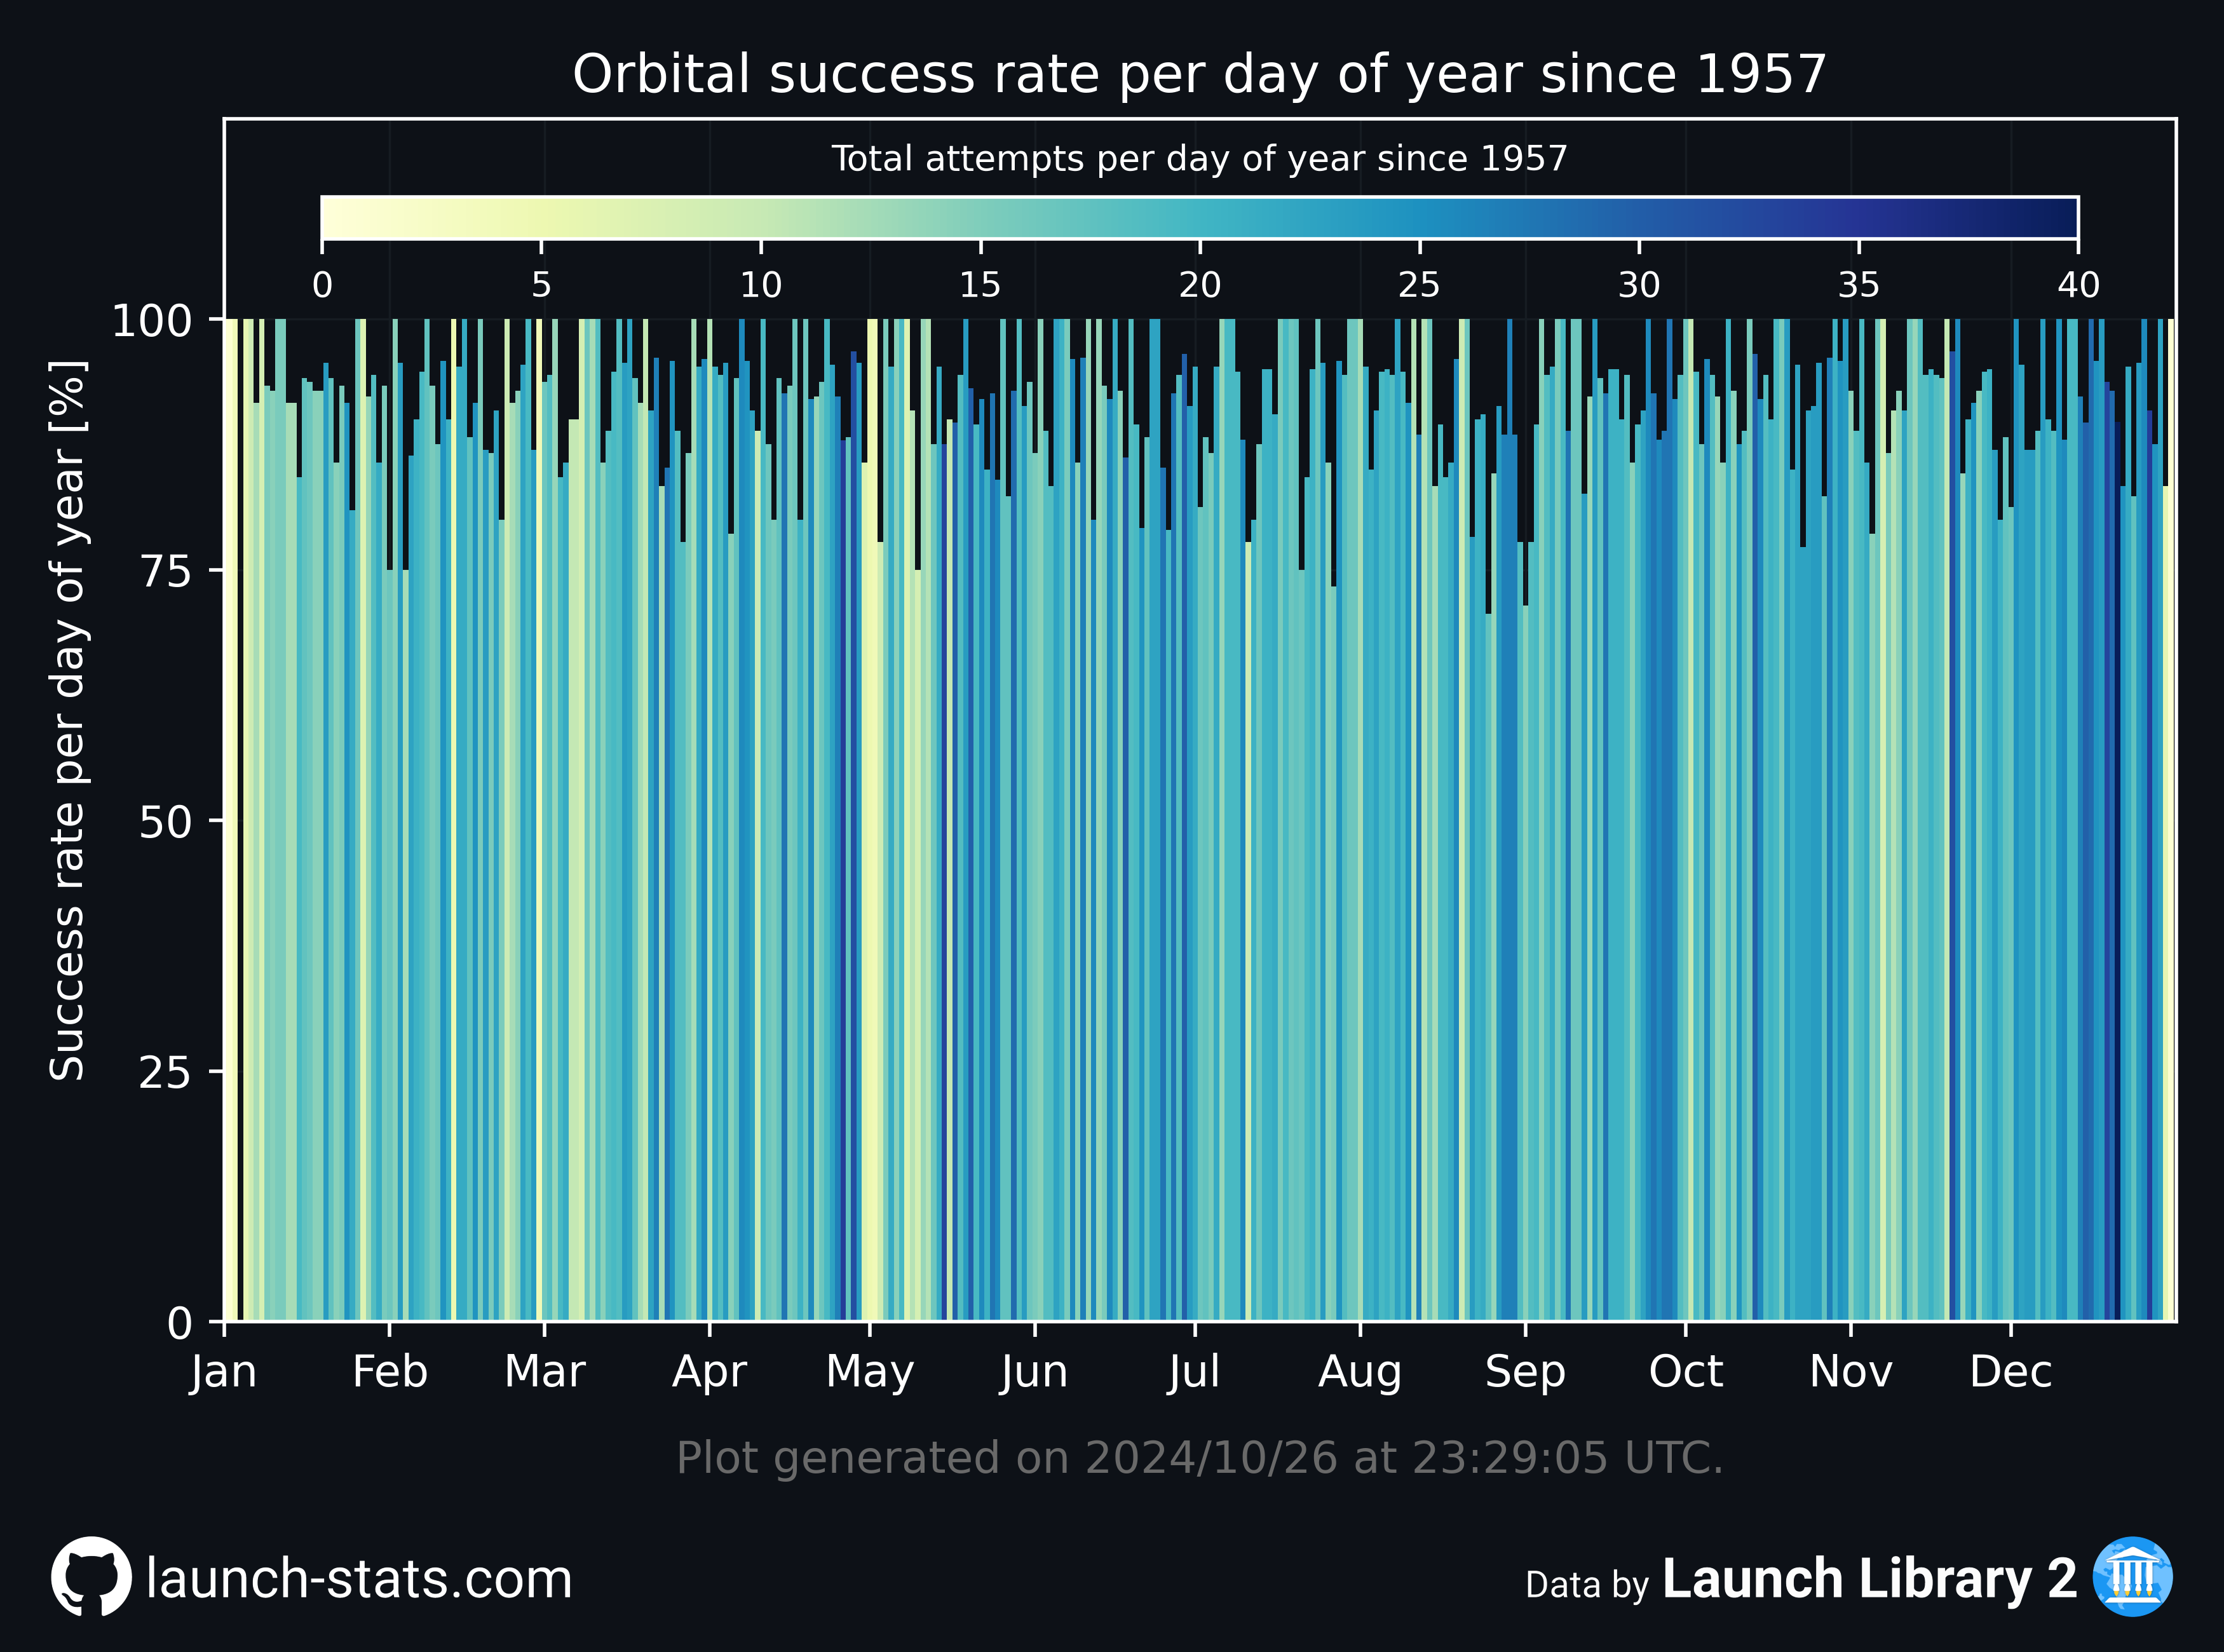 Orbital success rate per day of year since 1957
Total attempts per day of year since 1957
0 5 10 15 20 25 30 35 40
Success rate per day of year [%]
100
75
50
25
0
Jan Feb Mar Apr May Jun Jul Aug Sep Oct Nov Dec
Plot generated on 2024/10/26 at 23:29:05 UTC.
launch-stats.com
Data by Launch Library 2